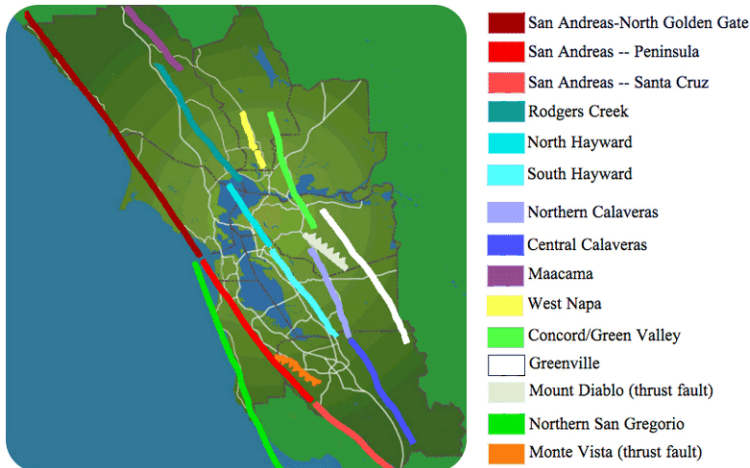 San Andreas-North Golden Gate
San Andreas -- Peninsula
San Andreas -- Santa Cruz
Rodgers Creek
North Hayward
South Hayward
Northern Calaveras
Central Calaveras
Maacama
West Napa
Concord/Green Valley
Greenville
Mount Diablo (thrust fault)
Northern San Gregorio
Monte Vista (thrust fault)